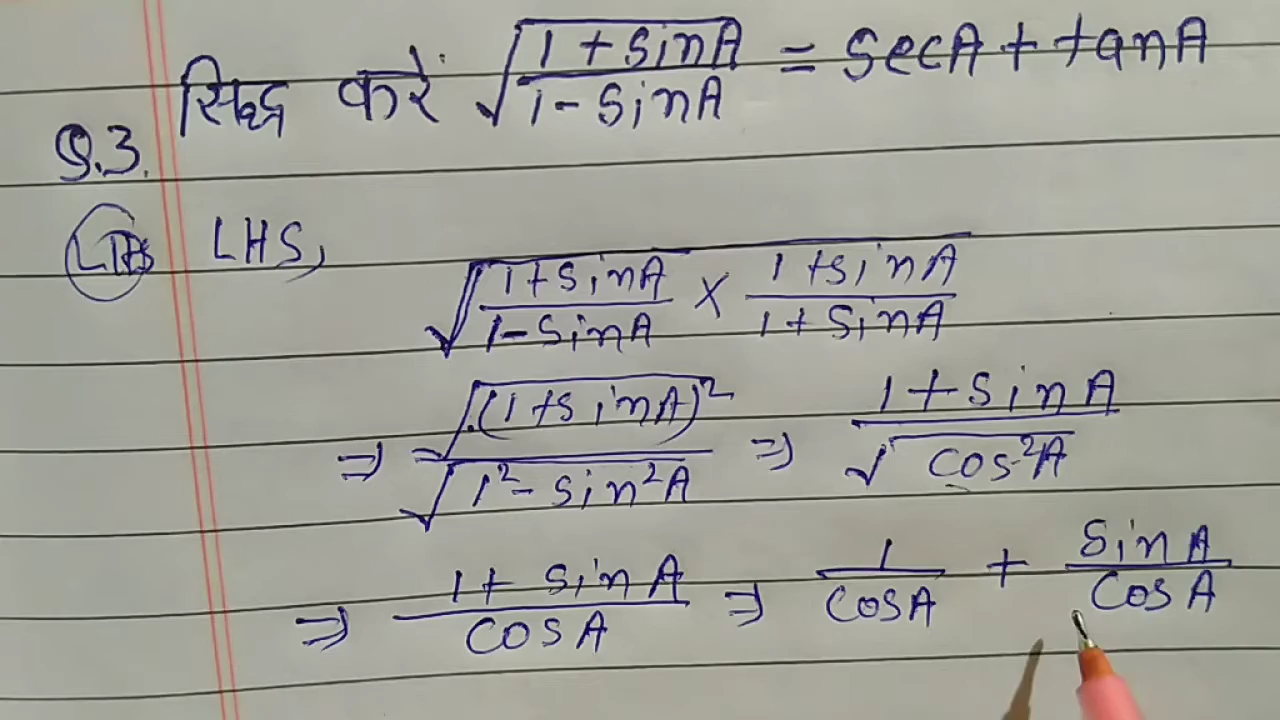 सिद्ध करें √(1 + sinA / 1 - sinA) = secA + tanA
Q.3.
LHS LHS,
√(1+sinA / 1-sinA × 1+sinA / 1+sinA)
⇒ = √(1+sinA)² / √1²-sin²A ⇒ 1+sinA / √cos²A
⇒ 1+ sinA / cosA ⇒ 1 / cosA + sinA / cosA